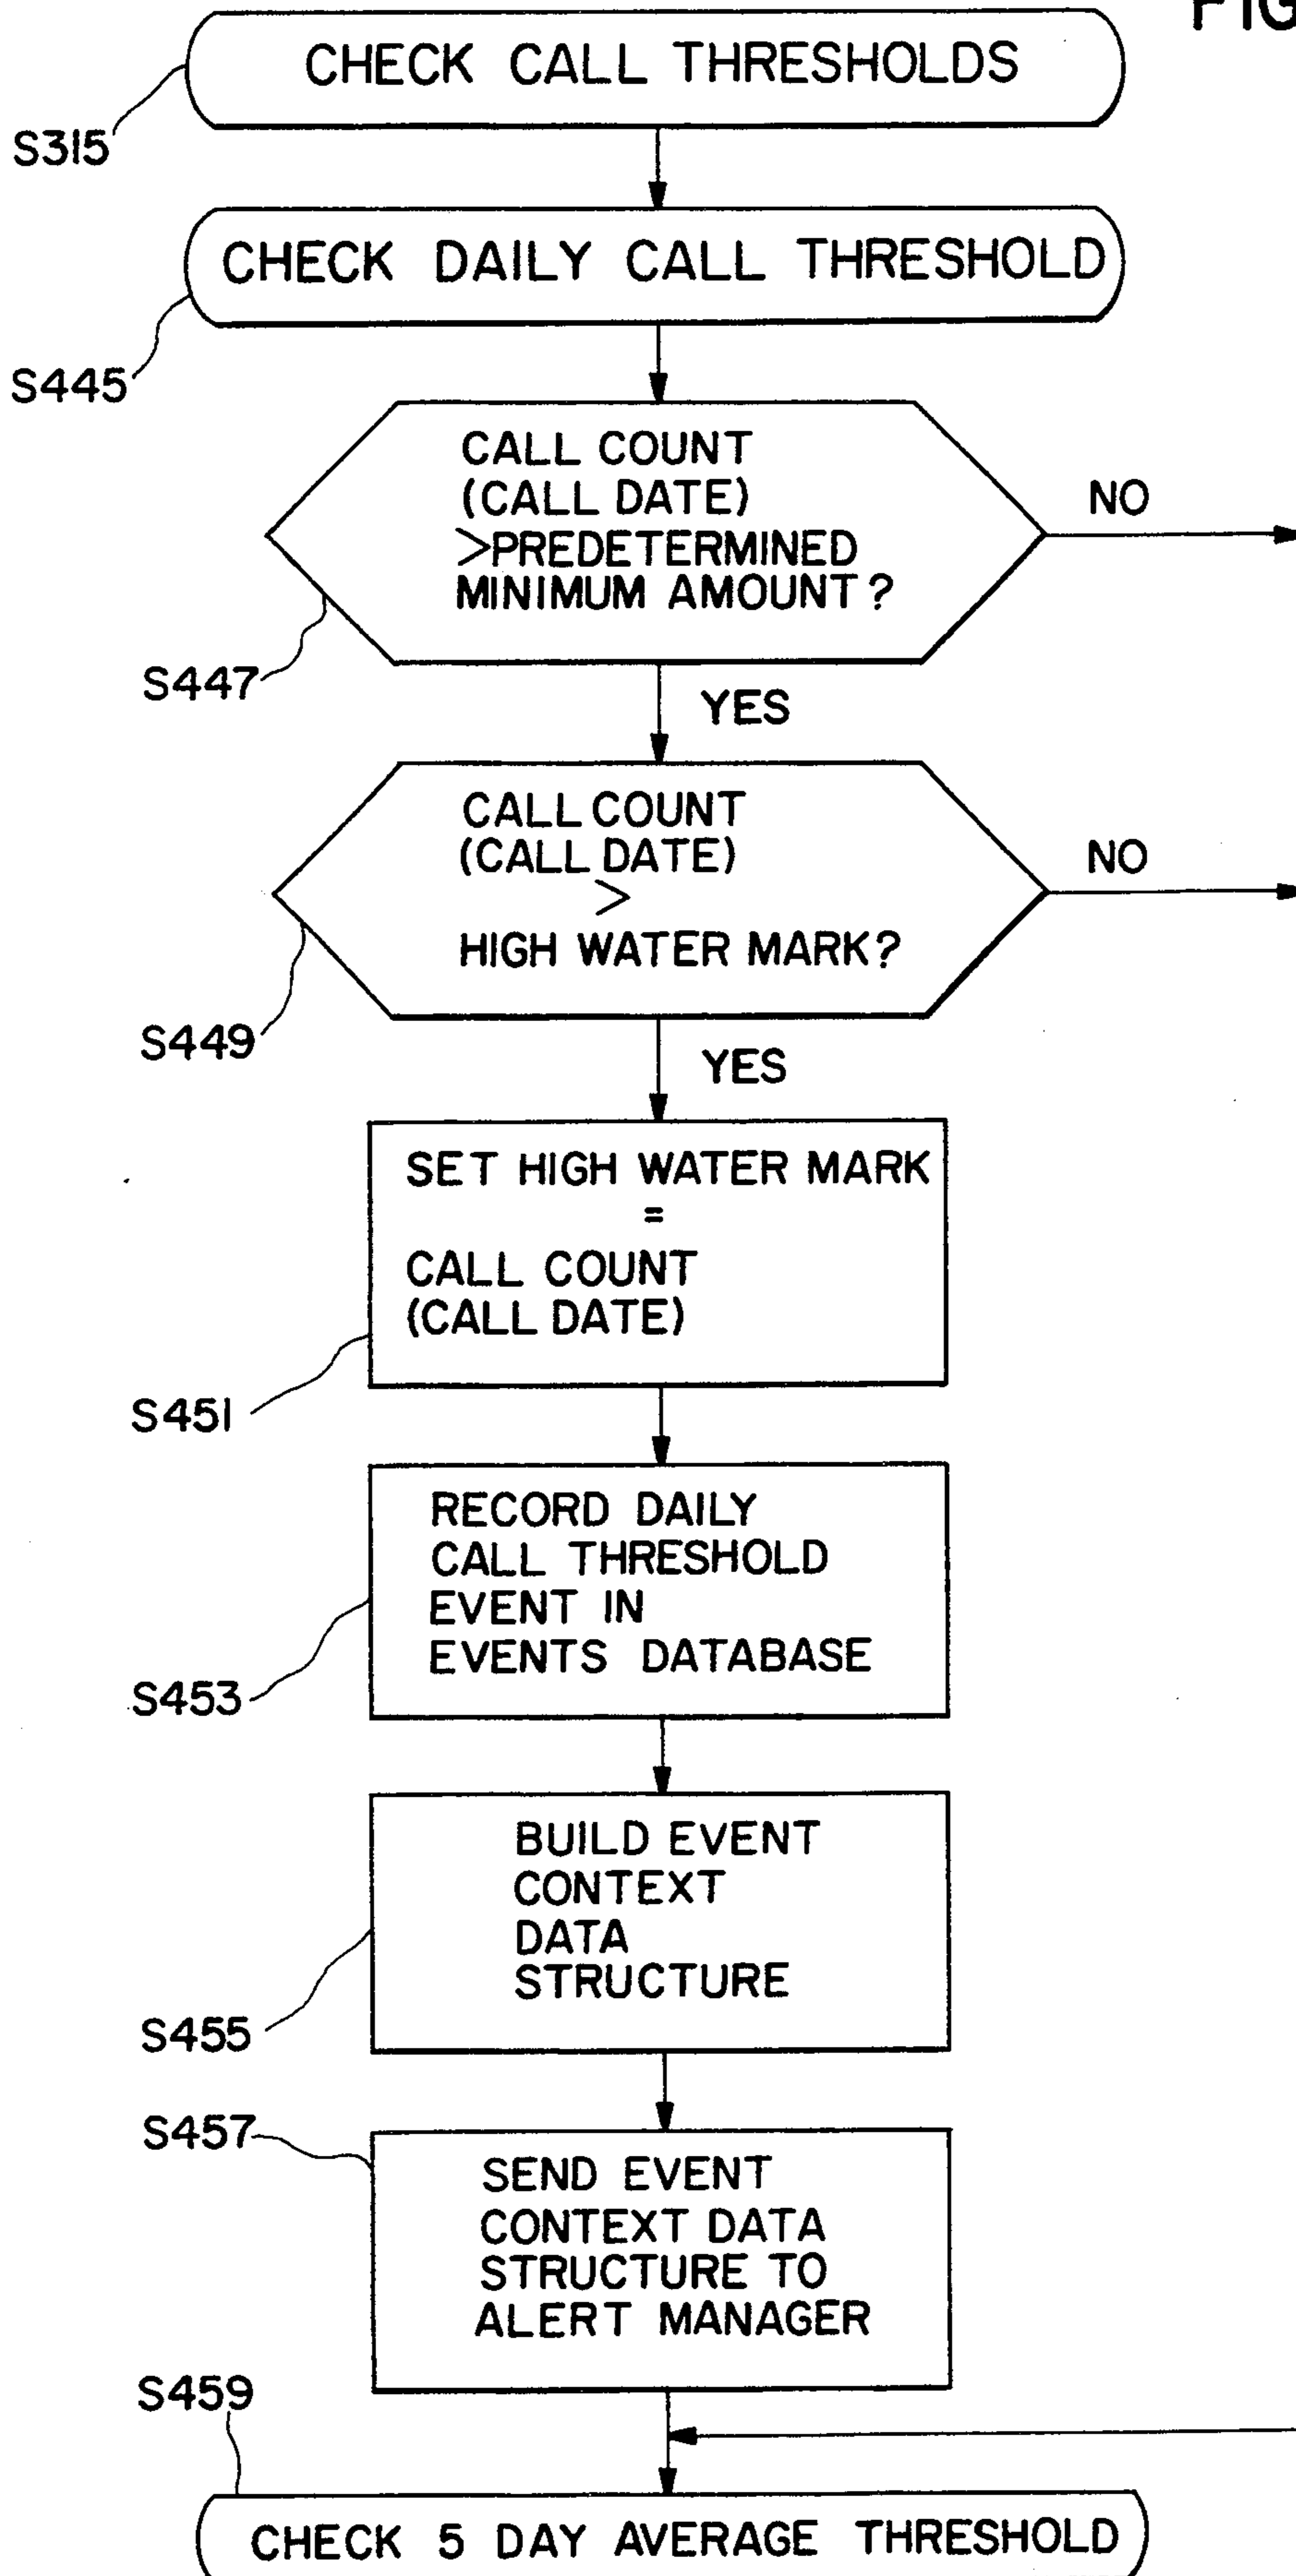 FIG
CHECK CALL THRESHOLDS
S315
CHECK DAILY CALL THRESHOLD
S445
CALL COUNT
(CALL DATE)
>PREDETERMINED
MINIMUM AMOUNT?
NO
S447
YES
CALL COUNT
(CALL DATE)
>
HIGH WATER MARK?
NO
S449
YES
SET HIGH WATER MARK
=
CALL COUNT
(CALL DATE)
S451
RECORD DAILY
CALL THRESHOLD
EVENT IN
EVENTS DATABASE
S453
BUILD EVENT
CONTEXT
DATA
STRUCTURE
S455
S457
SEND EVENT
CONTEXT DATA
STRUCTURE TO
ALERT MANAGER
S459
CHECK 5 DAY AVERAGE THRESHOLD